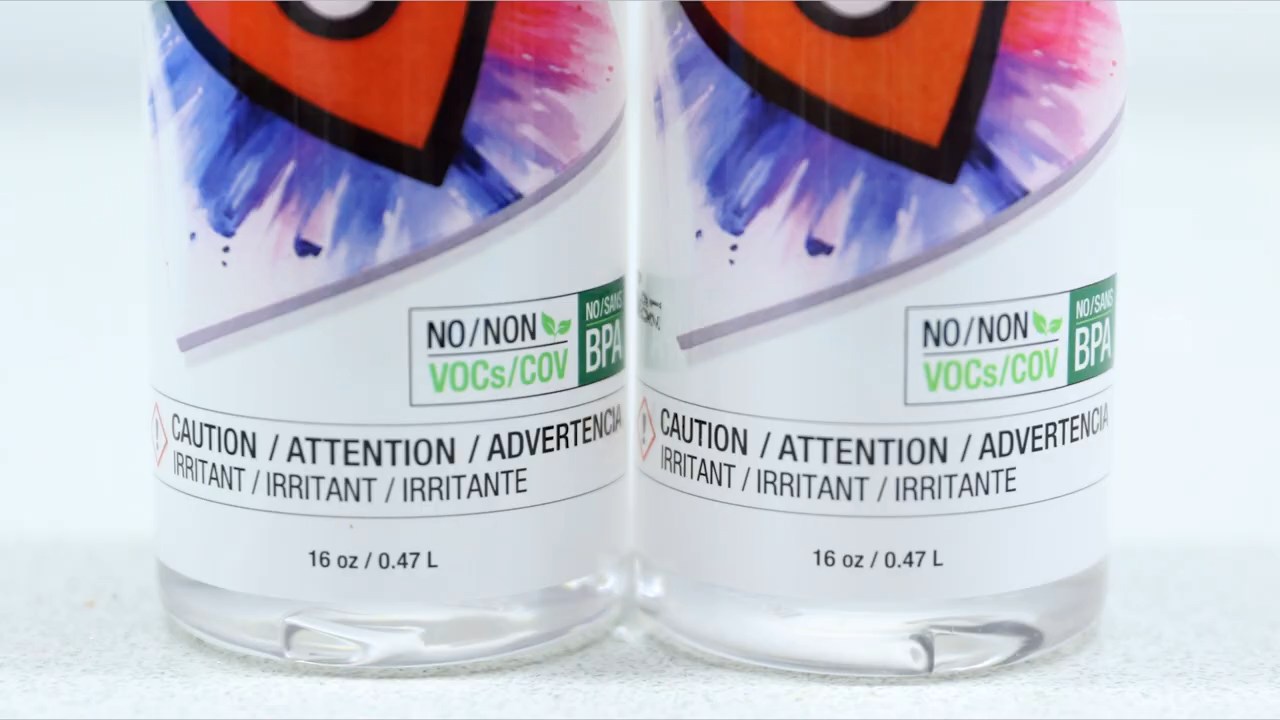 NO/NON
VOCs/COV
NO/SANS
BPA
CAUTION / ATTENTION / ADVERTENCIA
IRRITANT / IRRITANT / IRRITANTE
16 oz / 0.47 L
NO/NON
VOCs/COV
NO/SANS
BPA
CAUTION / ATTENTION / ADVERTENCIA
IRRITANT / IRRITANT / IRRITANTE
16 oz / 0.47 L